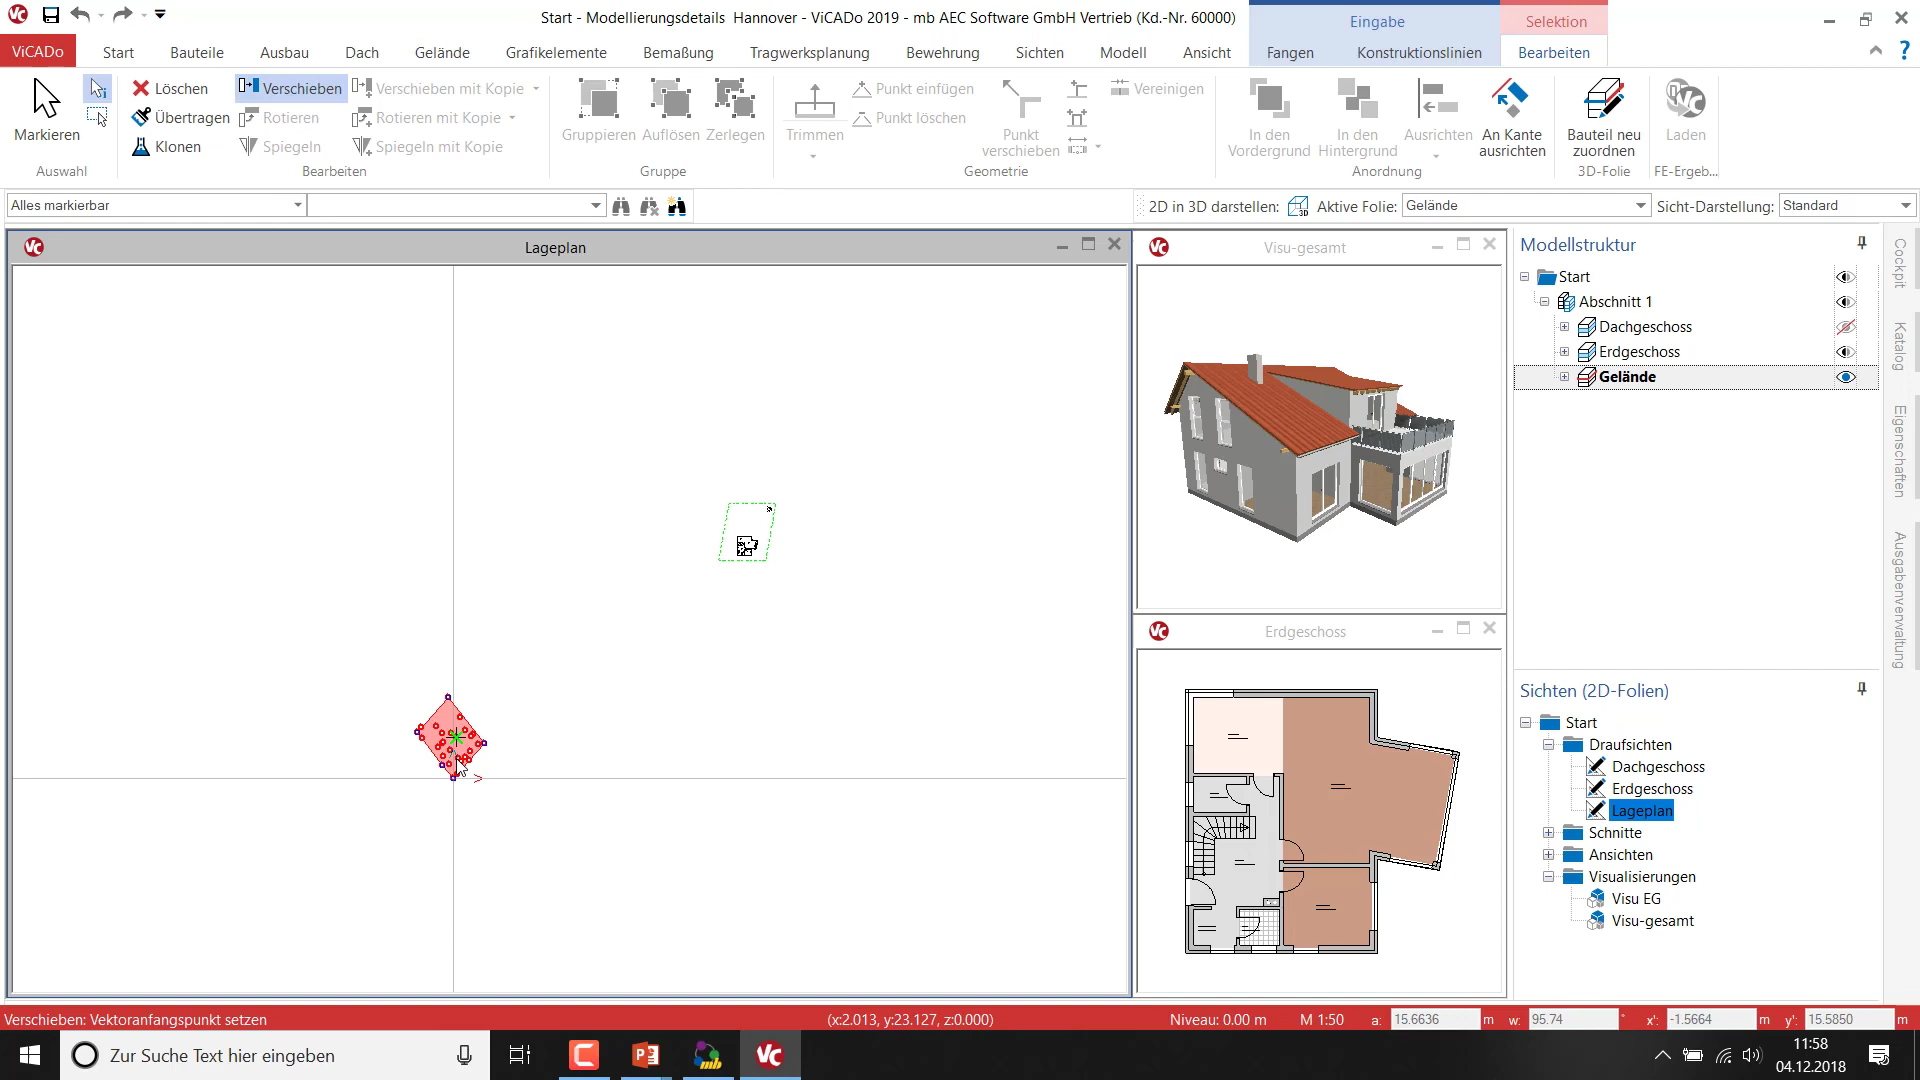 Start - Modellierungsdetails Hannover - ViCADo 2019 - mb AEC Software GmbH Vertrieb (Kd.-Nr. 60000)
Eingabe
Selektion
ViCADo
Start
Bauteile
Ausbau
Dach
Gelände
Grafikelemente
Bemaßung
Tragwerksplanung
Bewehrung
Sichten
Modell
Ansicht
Fangen
Konstruktionslinien
Bearbeiten
Markieren
Auswahl
Löschen
Übertragen
Klonen
Verschieben
Rotieren
Spiegeln
Verschieben mit Kopie
Rotieren mit Kopie
Spiegeln mit Kopie
Bearbeiten
Gruppieren
Auflösen
Zerlegen
Gruppe
Trimmen
Punkt einfügen
Punkt löschen
Punkt
verschieben
Vereinigen
Geometrie
In den
Vordergrund
In den
Hintergrund
Ausrichten
An Kante
ausrichten
Anordnung
Bauteil neu
zuordnen
3D-Folie
Laden
FE-Ergeb...
Alles markierbar
2D in 3D darstellen:
3D
Aktive Folie:
Gelände
Sicht-Darstellung:
Standard
Lageplan
Visu-gesamt
Erdgeschoss
Modellstruktur
Start
Abschnitt 1
Dachgeschoss
Erdgeschoss
Gelände
Sichten (2D-Folien)
Start
Draufsichten
Dachgeschoss
Erdgeschoss
Lageplan
Schnitte
Ansichten
Visualisierungen
Visu EG
Visu-gesamt
Cockpit
Katalog
Eigenschaften
Ausgabenverwaltung
Verschieben: Vektoranfangspunkt setzen
(x:2.013, y:23.127, z:0.000)
Niveau: 0.00 m
M 1:50
a:
15.6636
m
w:
95.74
°
x':
-1.5664
m
y':
15.5850
m
Zur Suche Text hier eingeben
11:58
04.12.2018